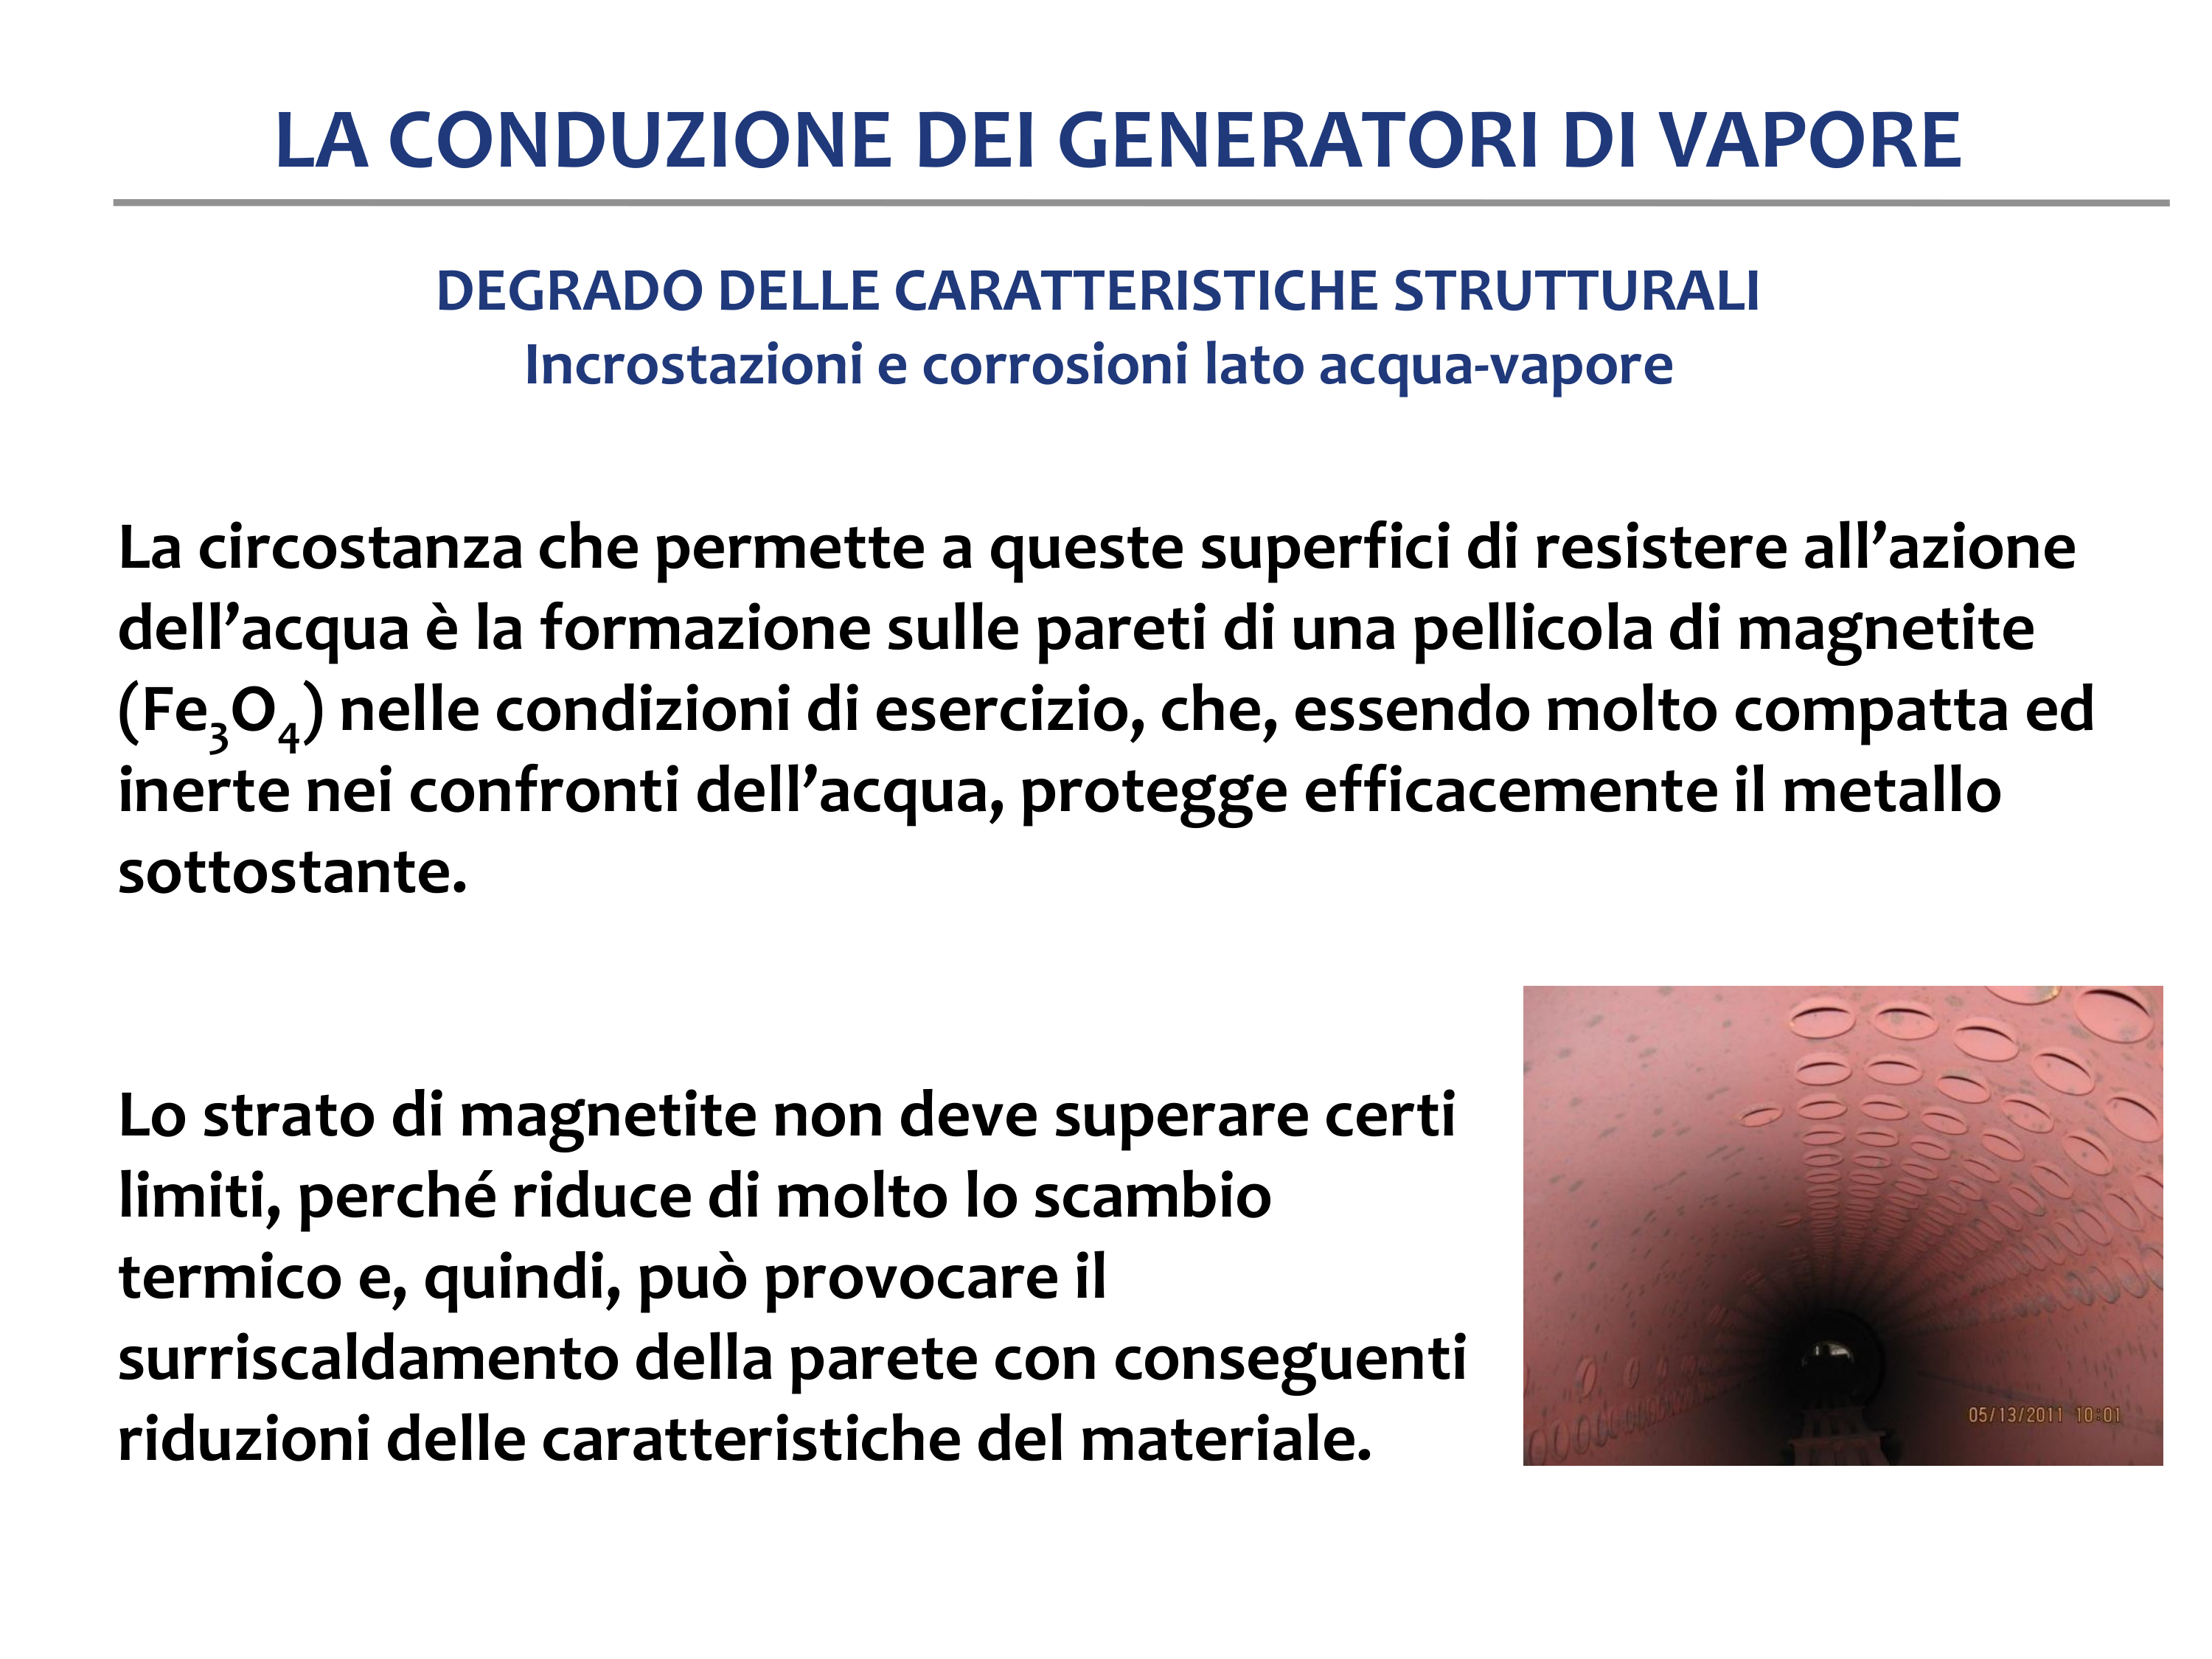 LA CONDUZIONE DEI GENERATORI DI VAPORE
DEGRADO DELLE CARATTERISTICHE STRUTTURALI
Incrostazioni e corrosioni lato acqua-vapore
La circostanza che permette a queste superfici di resistere all’azione
dell’acqua è la formazione sulle pareti di una pellicola di magnetite
(Fe₃O₄) nelle condizioni di esercizio, che, essendo molto compatta ed
inerte nei confronti dell’acqua, protegge efficacemente il metallo
sottostante.
Lo strato di magnetite non deve superare certi
limiti, perché riduce di molto lo scambio
termico e, quindi, può provocare il
surriscaldamento della parete con conseguenti
riduzioni delle caratteristiche del materiale.
05/13/2011 10:01